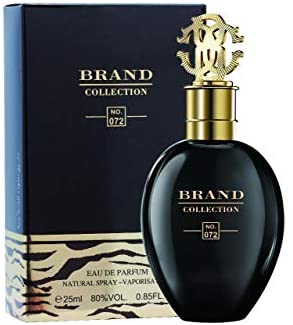 BRAND
COLLECTION
NO.
072
EAU DE PARFUM
NATURAL SPRAY-VAPORISA
℮25ml 80%VOL. 0.85FL.
BRAND
COLLECTION
NO.
072